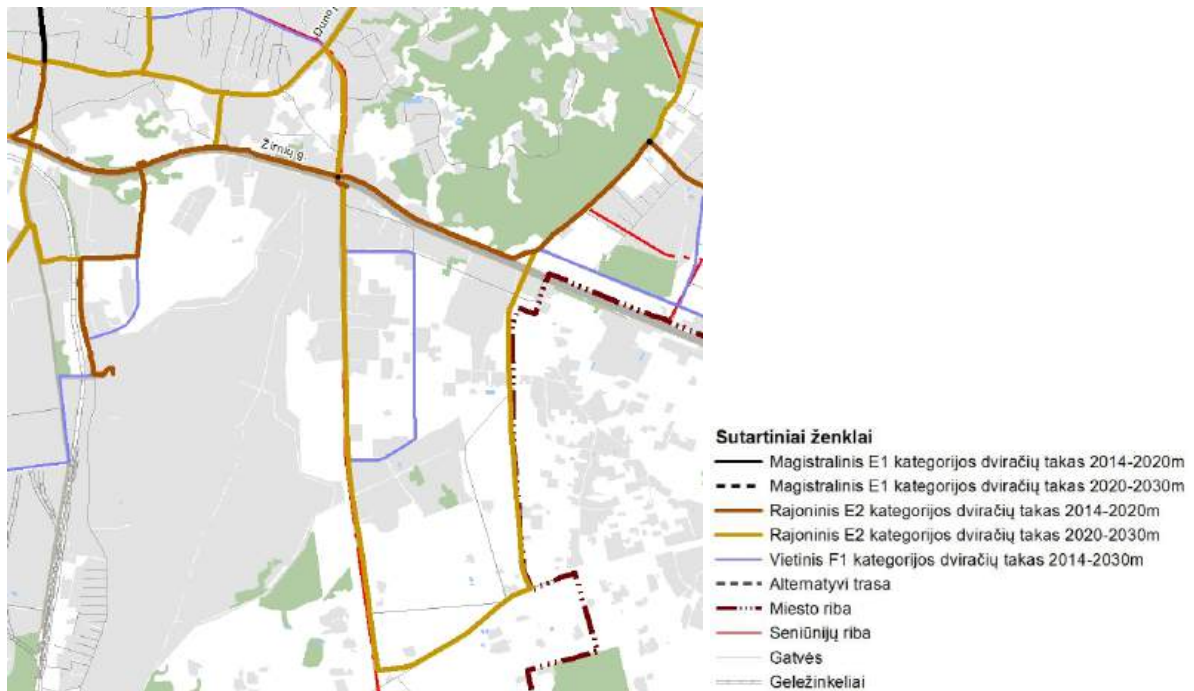 Žirnių g.
Sutartiniai ženklai
Magistralinis E1 kategorijos dviračių takas 2014-2020m
Magistralinis E1 kategorijos dviračių takas 2020-2030m
Rajoninis E2 kategorijos dviračių takas 2014-2020m
Rajoninis E2 kategorijos dviračių takas 2020-2030m
Vietinis F1 kategorijos dviračių takas 2014-2030m
Alternatyvi trasa
Miesto riba
Seniūnijų riba
Gatvės
Geležinkeliai